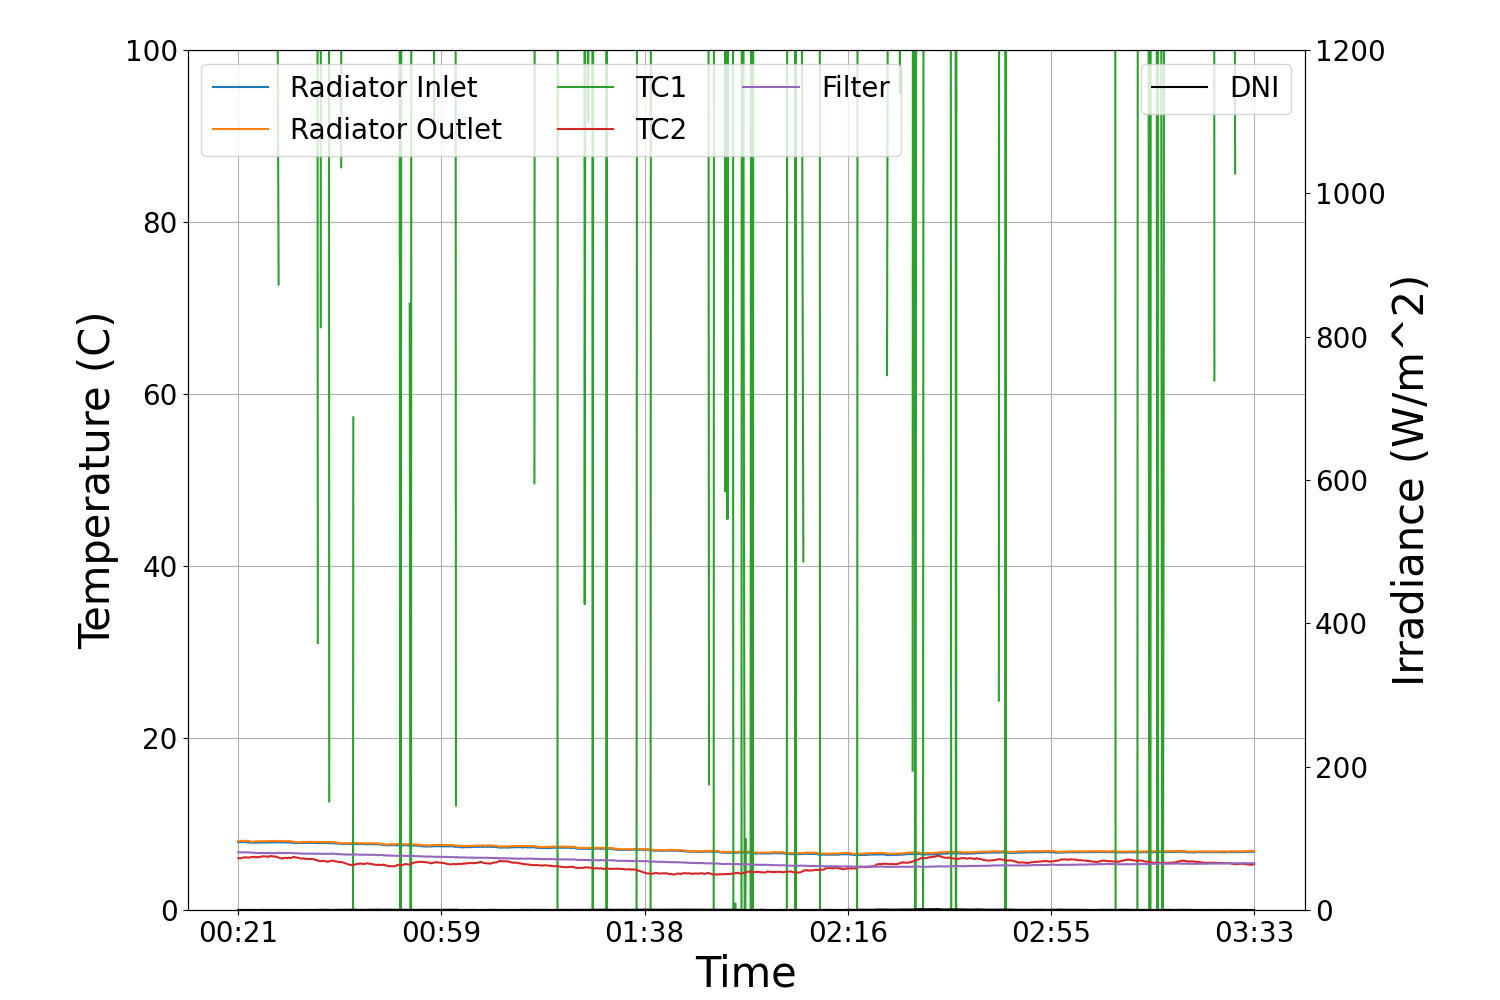 100
80
60
40
20
0
Temperature (C)
Radiator Inlet
Radiator Outlet
TC1
TC2
Filter
DNI
1200
1000
800
600
400
200
0
Irradiance (W/m^2)
00:21
00:59
01:38
02:16
02:55
03:33
Time